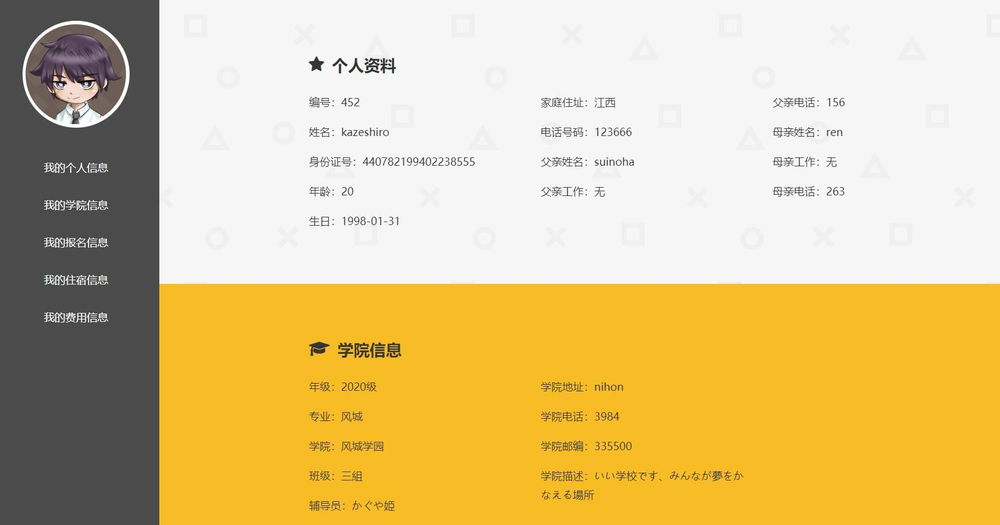 我的个人信息
我的学院信息
我的报名信息
我的住宿信息
我的费用信息
个人资料
编号：452
姓名：kazeshiro
身份证号：440782199402238555
年龄：20
生日：1998-01-31
家庭住址：江西
电话号码：123666
父亲姓名：suinoha
父亲工作：无
父亲电话：156
母亲姓名：ren
母亲工作：无
母亲电话：263
学院信息
年级：2020级
专业：风城
学院：风城学园
班级：三組
辅导员：かぐや姫
学院地址：nihon
学院电话：3984
学院邮编：335500
学院描述：いい学校です、みんなが夢をか
なえる場所